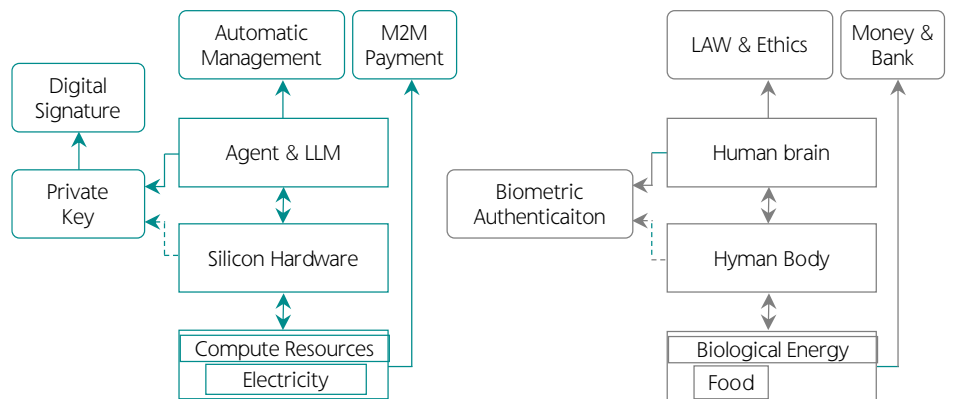 Automatic
Management
M2M
Payment
Digital
Signature
Agent & LLM
Private
Key
Silicon Hardware
Compute Resources
Electricity
LAW & Ethics
Money &
Bank
Human brain
Biometric
Authenticaiton
Hyman Body
Biological Energy
Food